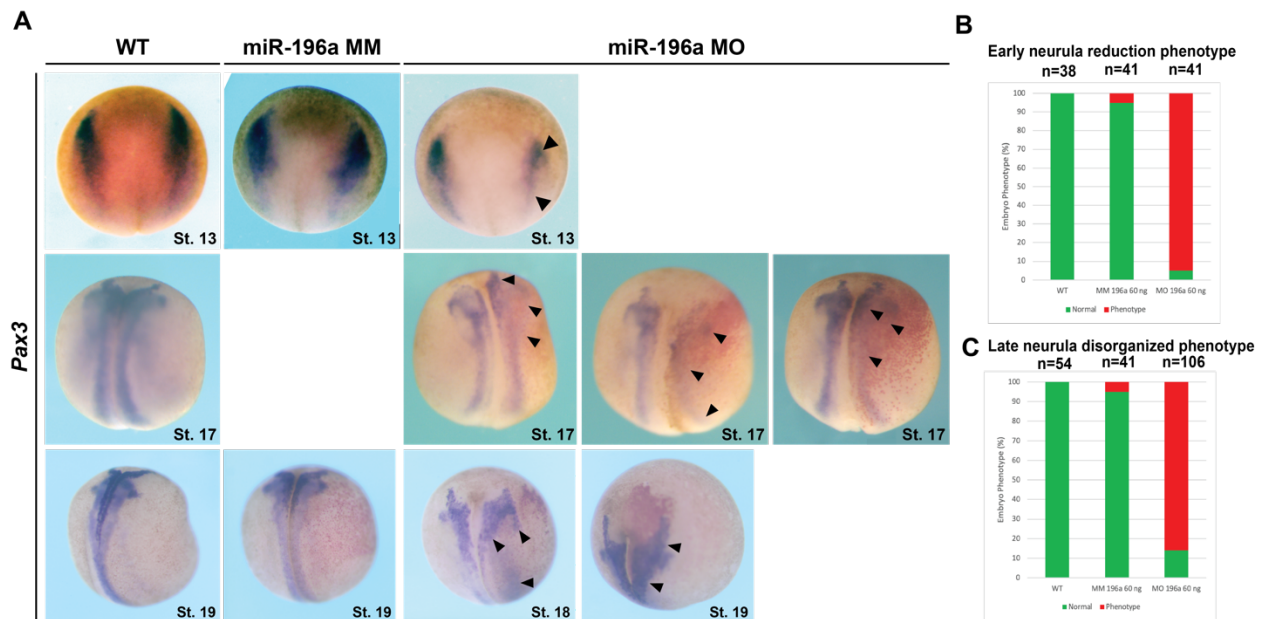 A
WT
miR-196a MM
miR-196a MO
Pax3
St. 13
St. 13
St. 13
St. 17
St. 17
St. 17
St. 17
St. 19
St. 19
St. 18
St. 19
B
Early neurula reduction phenotype
n=38 n=41 n=41
Embryo Phenotype (%)
100
90
80
70
60
50
40
30
20
10
0
WT MM 196a 60 ng MO 196a 60 ng
Normal Phenotype
C Late neurula disorganized phenotype
n=54 n=41 n=106
Embryo Phenotype (%)
100
90
80
70
60
50
40
30
20
10
0
WT MM 196a 60 ng MO 196a 60 ng
Normal Phenotype